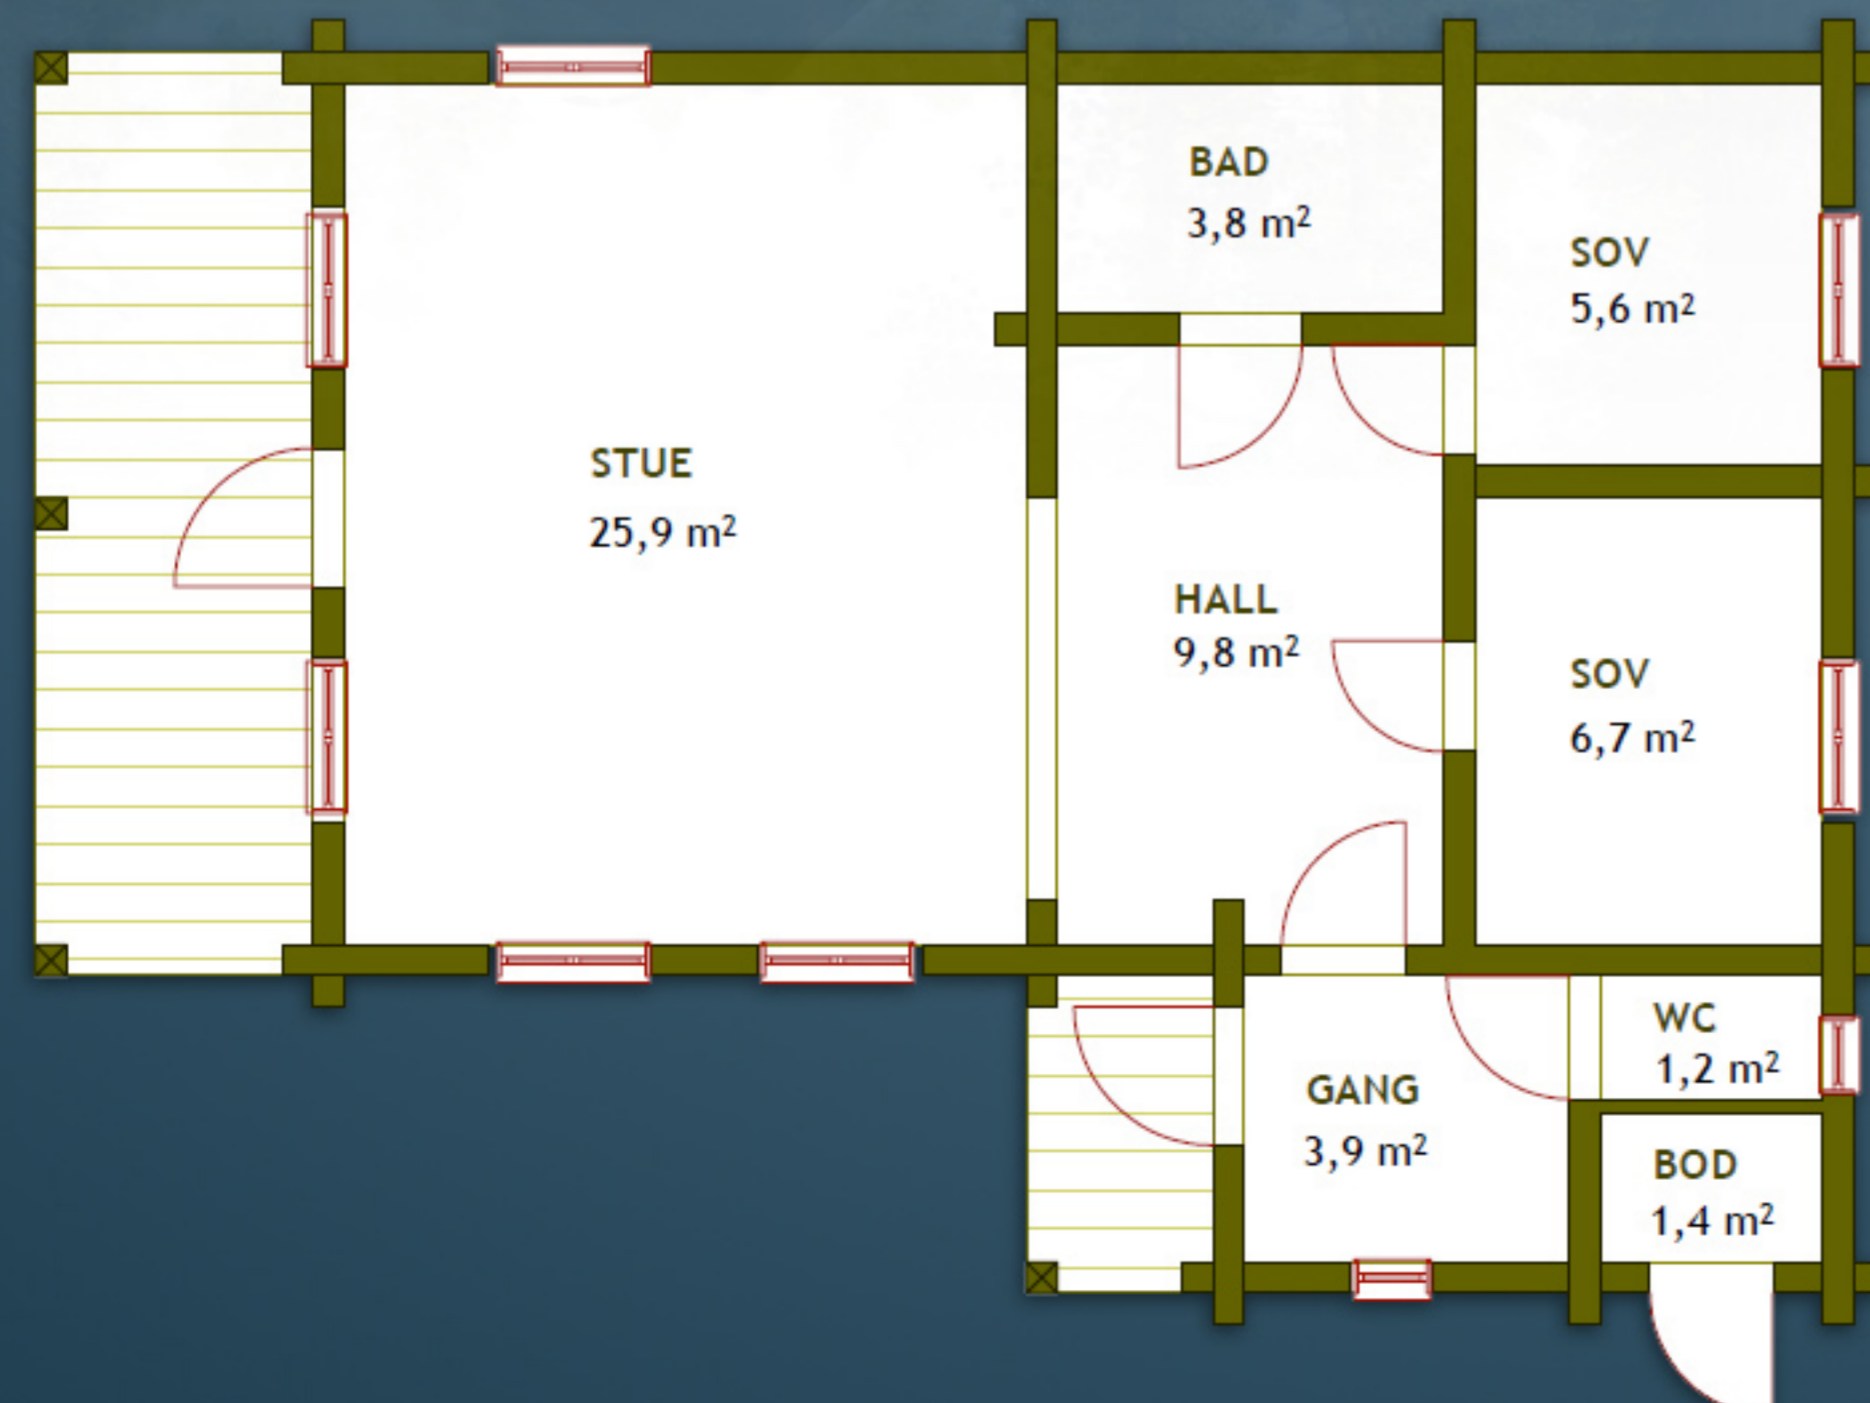 BAD
3,8 m²
SOV
5,6 m²
STUE
25,9 m²
HALL
9,8 m²
SOV
6,7 m²
WC
1,2 m²
GANG
3,9 m²
BOD
1,4 m²